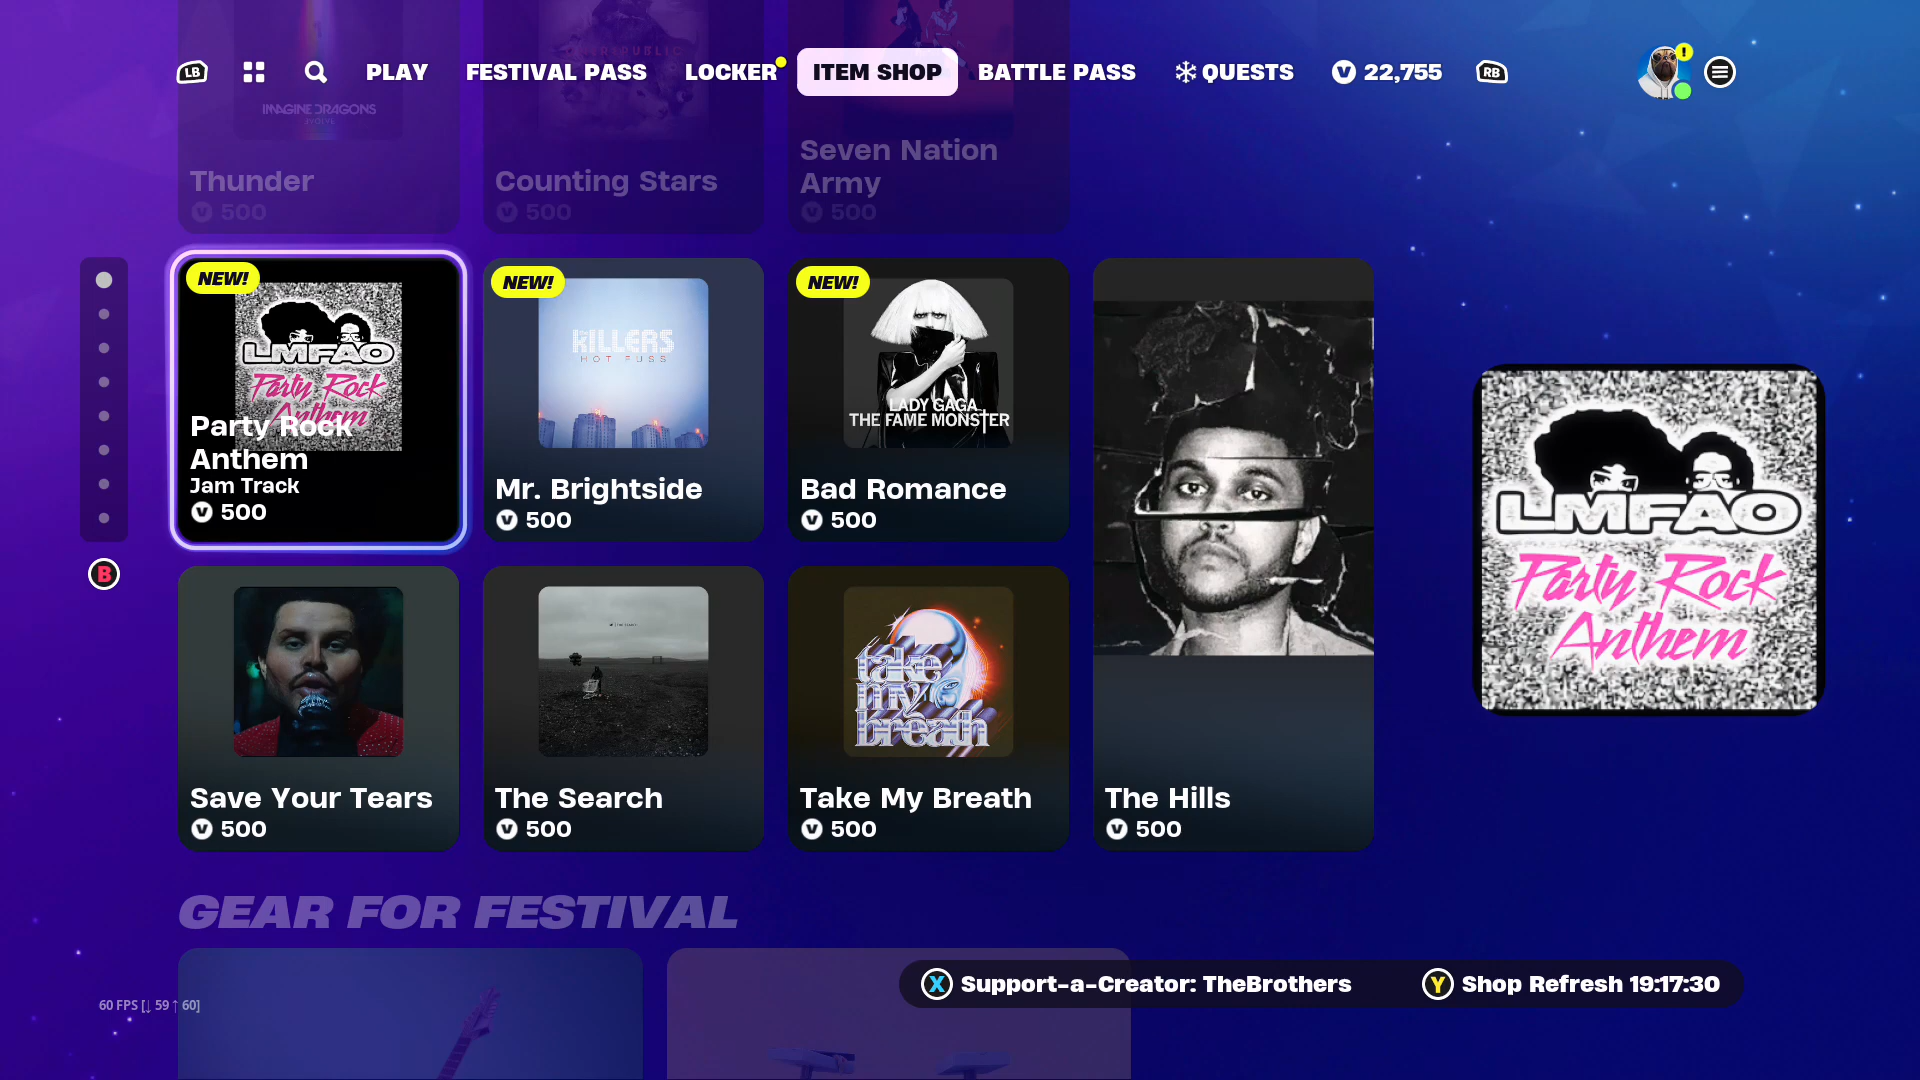 LB
PLAY
FESTIVAL PASS
LOCKER
ITEM SHOP
BATTLE PASS
QUESTS
22,755
RB
!
IMAGINE DRAGONS
EVOLVE
Thunder
500
Counting Stars
500
Seven Nation
Army
500
NEW!
LMFAO
Party Rock
Anthem
Party Rock
Anthem
Jam Track
500
NEW!
THE KILLERS
HOT FUSS
Mr. Brightside
500
NEW!
LADY GAGA
THE FAME MONSTER
Bad Romance
500
LMFAO
Party Rock
Anthem
B
Save Your Tears
500
THE SEARCH
The Search
500
take
my
breath
Take My Breath
500
The Hills
500
GEAR FOR FESTIVAL
X Support-a-Creator: TheBrothers
Y Shop Refresh 19:17:30
60 FPS [↓ 59 ↑ 60]